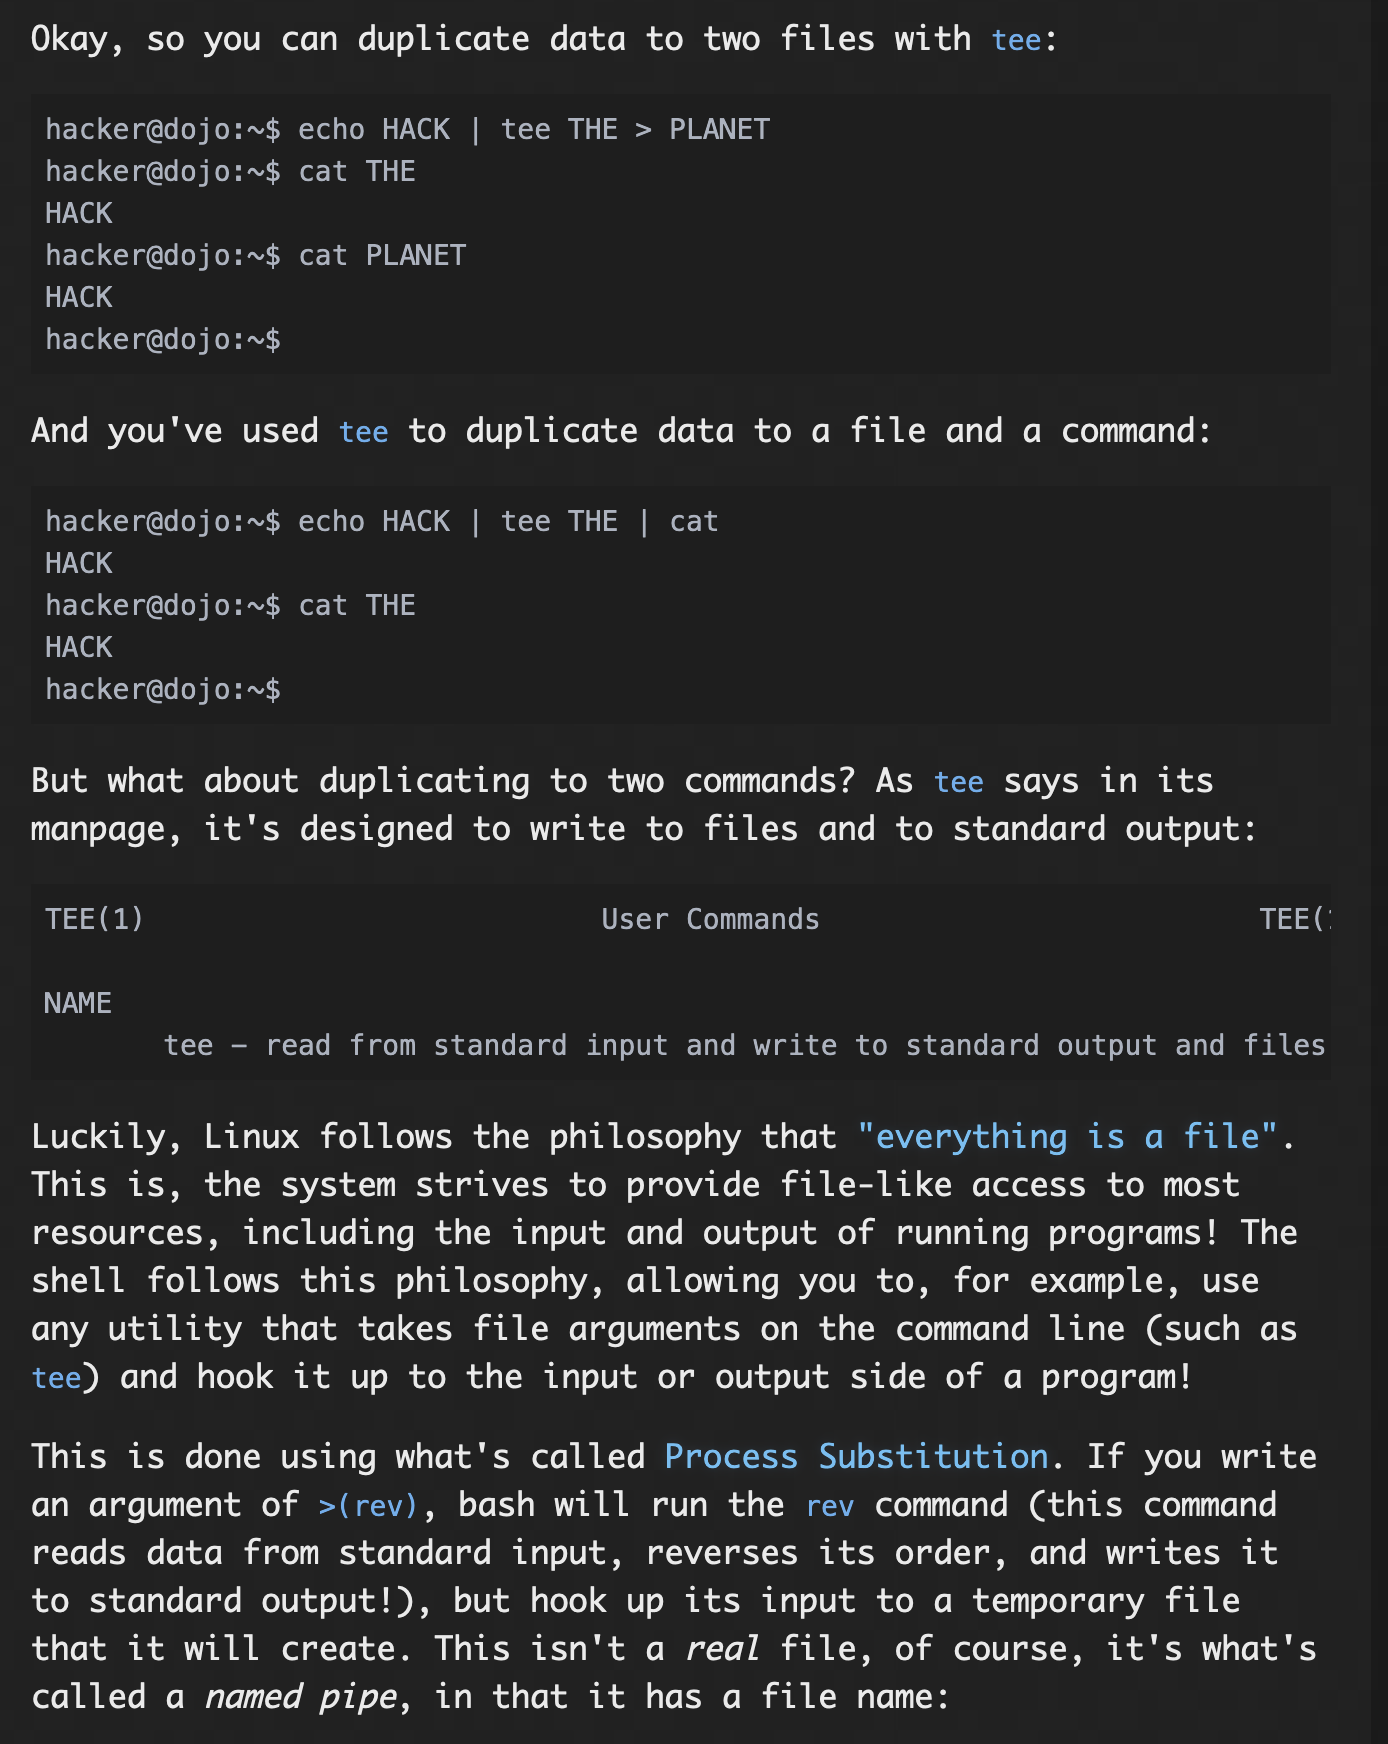 Okay, so you can duplicate data to two files with tee:
hacker@dojo:~$ echo HACK | tee THE > PLANET
hacker@dojo:~$ cat THE
HACK
hacker@dojo:~$ cat PLANET
HACK
hacker@dojo:~$
And you've used tee to duplicate data to a file and a command:
hacker@dojo:~$ echo HACK | tee THE | cat
HACK
hacker@dojo:~$ cat THE
HACK
hacker@dojo:~$
But what about duplicating to two commands? As tee says in its
manpage, it's designed to write to files and to standard output:
TEE(1) User Commands TEE(
NAME
tee – read from standard input and write to standard output and files
Luckily, Linux follows the philosophy that "everything is a file".
This is, the system strives to provide file-like access to most
resources, including the input and output of running programs! The
shell follows this philosophy, allowing you to, for example, use
any utility that takes file arguments on the command line (such as
tee) and hook it up to the input or output side of a program!
This is done using what's called Process Substitution. If you write
an argument of >(rev), bash will run the rev command (this command
reads data from standard input, reverses its order, and writes it
to standard output!), but hook up its input to a temporary file
that it will create. This isn't a real file, of course, it's what's
called a named pipe, in that it has a file name: